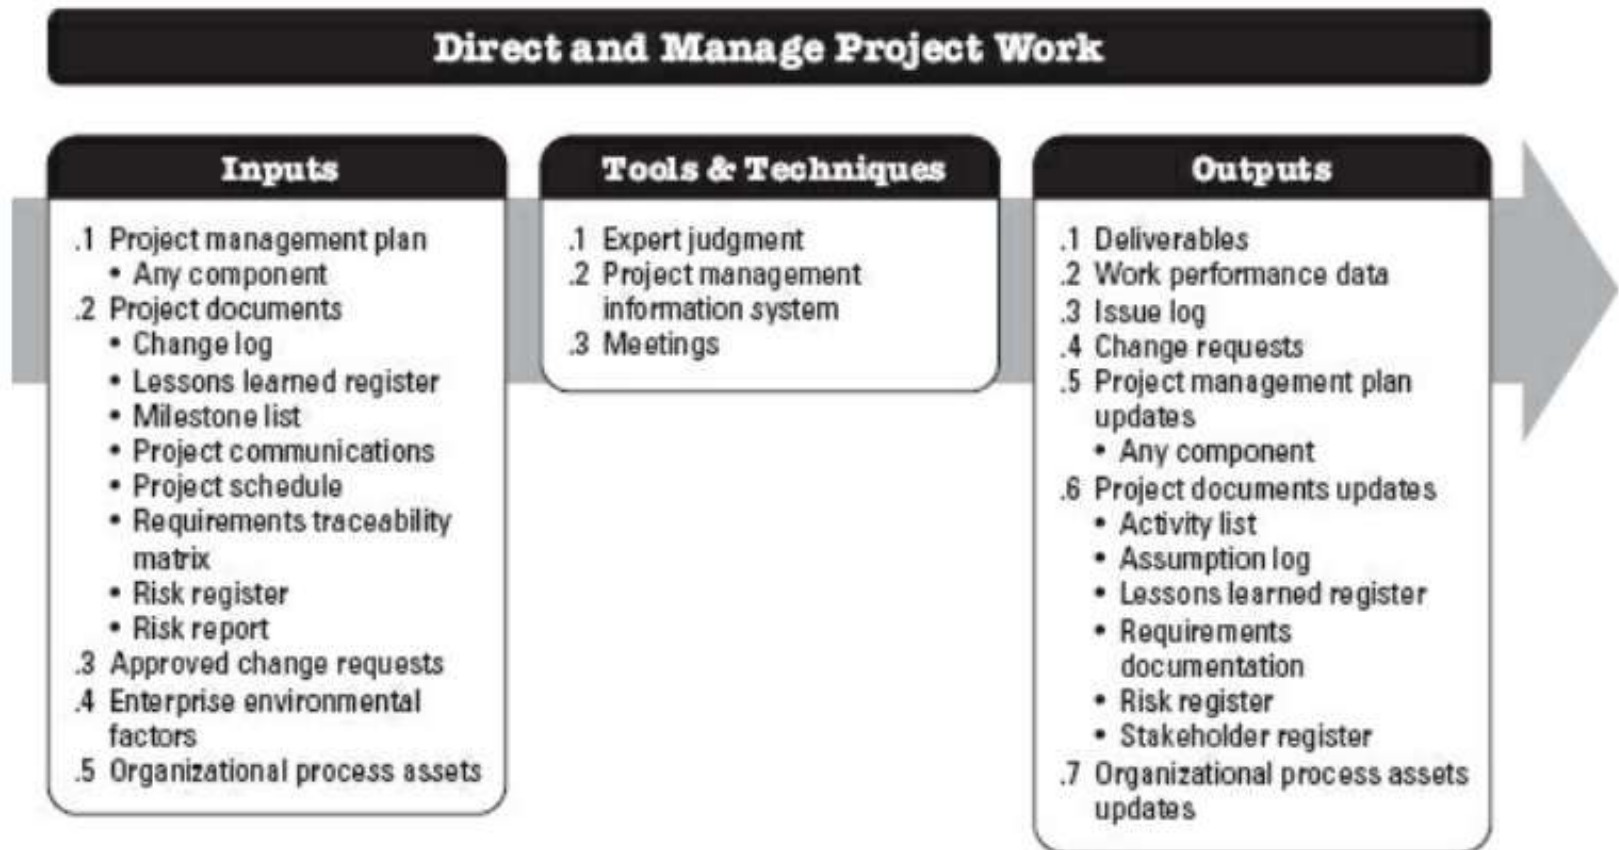 Direct and Manage Project Work
Inputs
.1 Project management plan
• Any component
.2 Project documents
• Change log
• Lessons learned register
• Milestone list
• Project communications
• Project schedule
• Requirements traceability
matrix
• Risk register
• Risk report
.3 Approved change requests
.4 Enterprise environmental
factors
.5 Organizational process assets
Tools & Techniques
.1 Expert judgment
.2 Project management
information system
.3 Meetings
Outputs
.1 Deliverables
.2 Work performance data
.3 Issue log
.4 Change requests
.5 Project management plan
updates
• Any component
.6 Project documents updates
• Activity list
• Assumption log
• Lessons learned register
• Requirements
documentation
• Risk register
• Stakeholder register
.7 Organizational process assets
updates